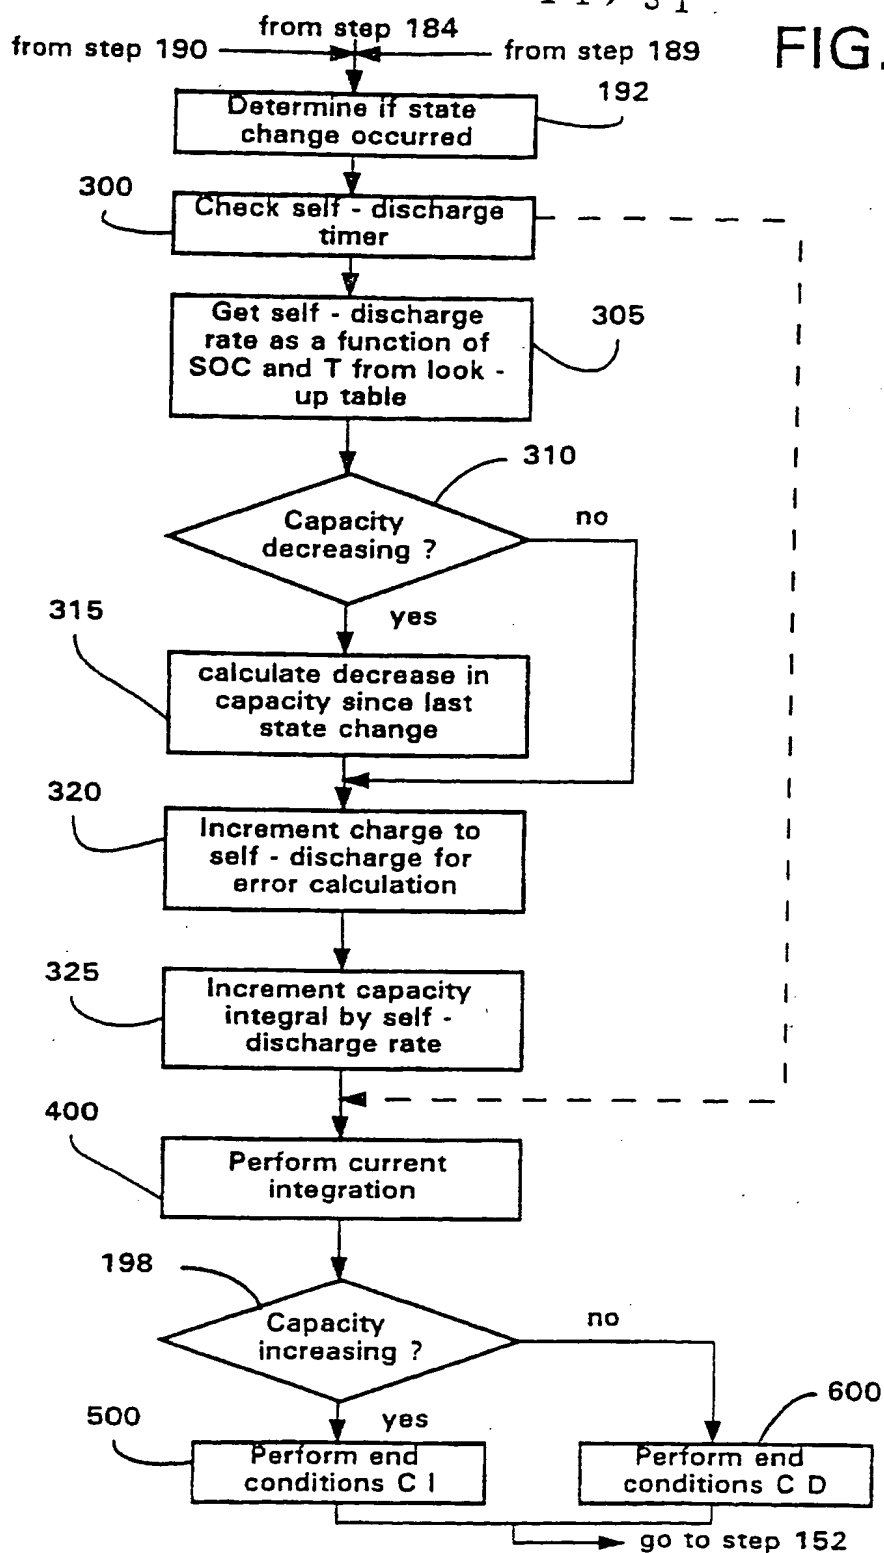 from step 184
FIG.
from step 190
from step 189
192
Determine if state
change occurred
300
Check self - discharge
timer
Get self - discharge
rate as a function of
SOC and T from look -
up table
305
310
Capacity
decreasing ?
no
yes
315
calculate decrease in
capacity since last
state change
320
Increment charge to
self - discharge for
error calculation
325
Increment capacity
integral by self -
discharge rate
400
Perform current
integration
198
Capacity
increasing ?
no
yes
500
600
Perform end
conditions C I
Perform end
conditions C D
go to step 152